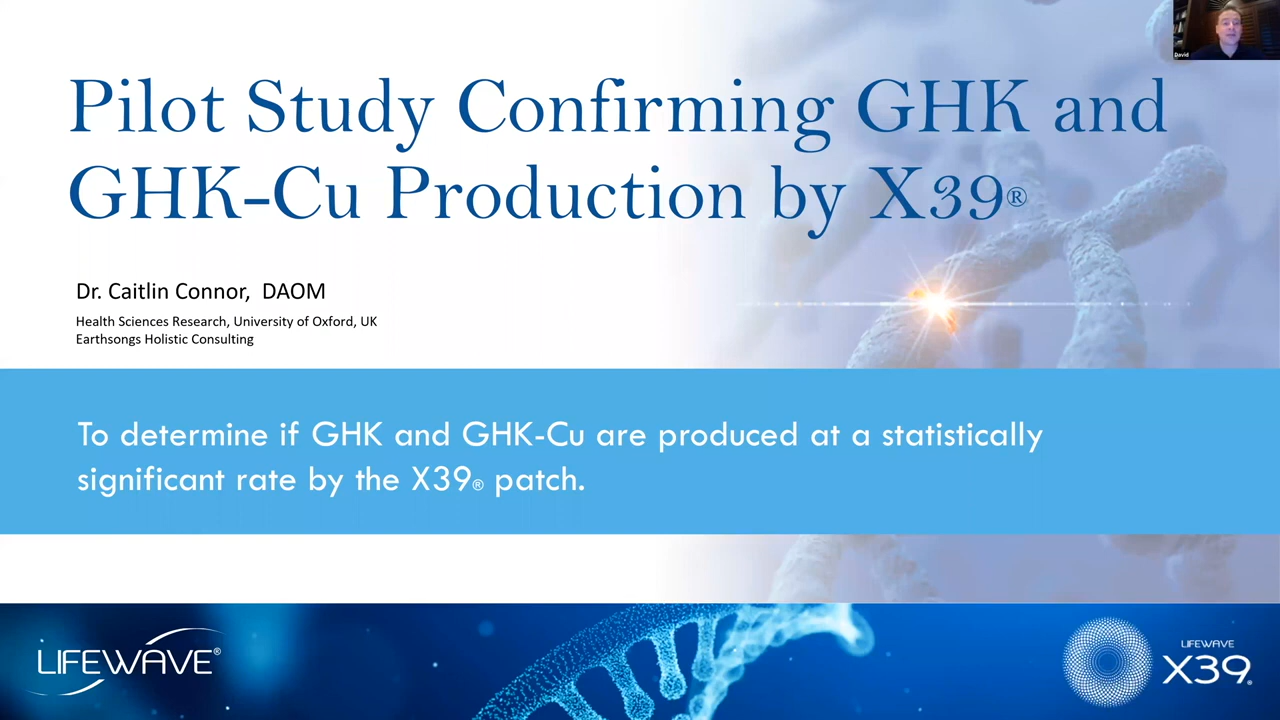 David
Pilot Study Confirming GHK and
GHK-Cu Production by X39®
Dr. Caitlin Connor, DAOM
Health Sciences Research, University of Oxford, UK
Earthsongs Holistic Consulting
To determine if GHK and GHK-Cu are produced at a statistically
significant rate by the X39® patch.
LIFEWAVE®
LIFEWAVE
X39®